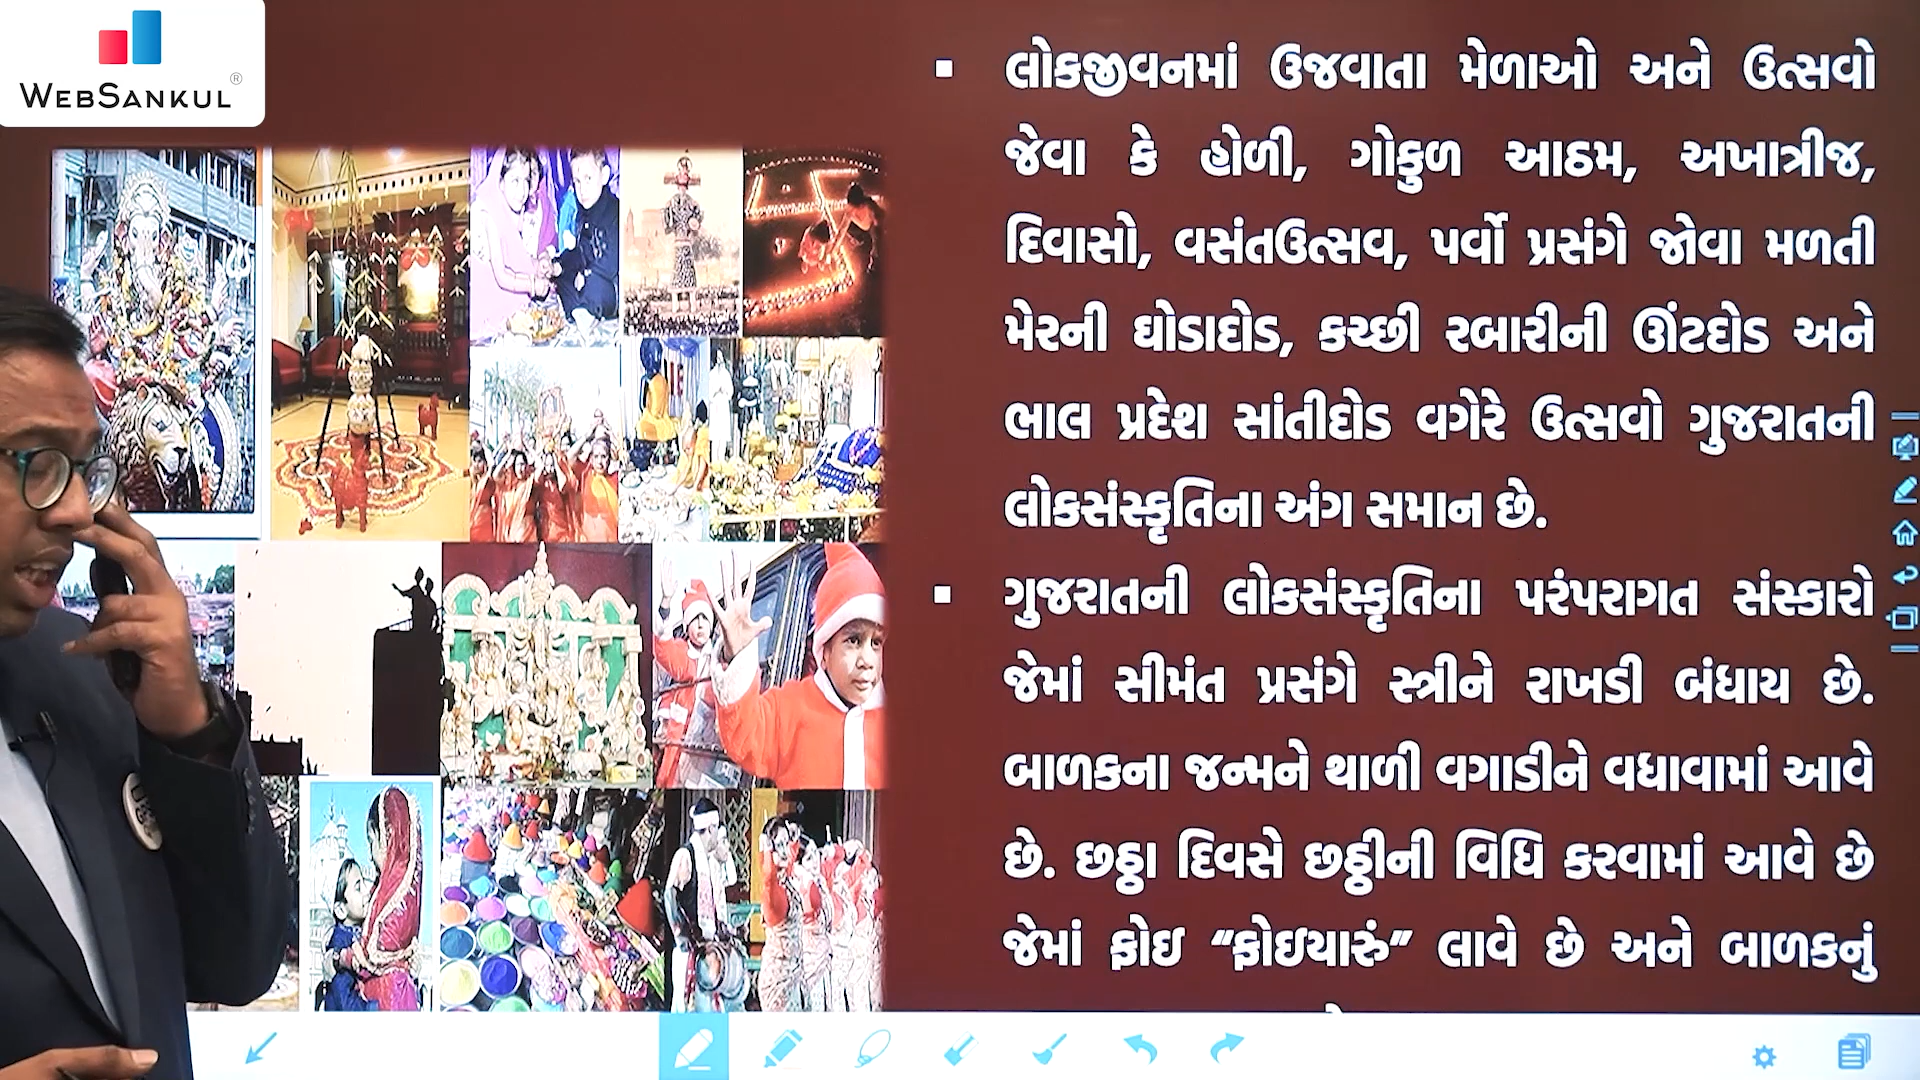 WEBSANKUL®
લોકજીવનમાં ઉજવાતા મેળાઓ અને ઉત્સવો
જેવા કે હોળી, ગોકુળ આઠમ, અખાત્રીજ,
દિવાસો, વસંતઉત્સવ, પર્વો પ્રસંગે જોવા મળતી
મેરની ઘોડાદોડ, કચ્છી રબારીની ઊંટદોડ અને
ભાલ પ્રદેશ સાંતીદોડ વગેરે ઉત્સવો ગુજરાતની
લોકસંસ્કૃતિના અંગ સમાન છે.
ગુજરાતની લોકસંસ્કૃતિના પરંપરાગત સંસ્કારો
જેમાં સીમંત પ્રસંગે સ્ત્રીને રાખડી બંધાય છે.
બાળકના જન્મને થાળી વગાડીને વધાવામાં આવે
છે. છઠ્ઠા દિવસે છઠ્ઠીની વિધિ કરવામાં આવે છે
જેમાં ફોઇ “ફોઇયારું” લાવે છે અને બાળકનું